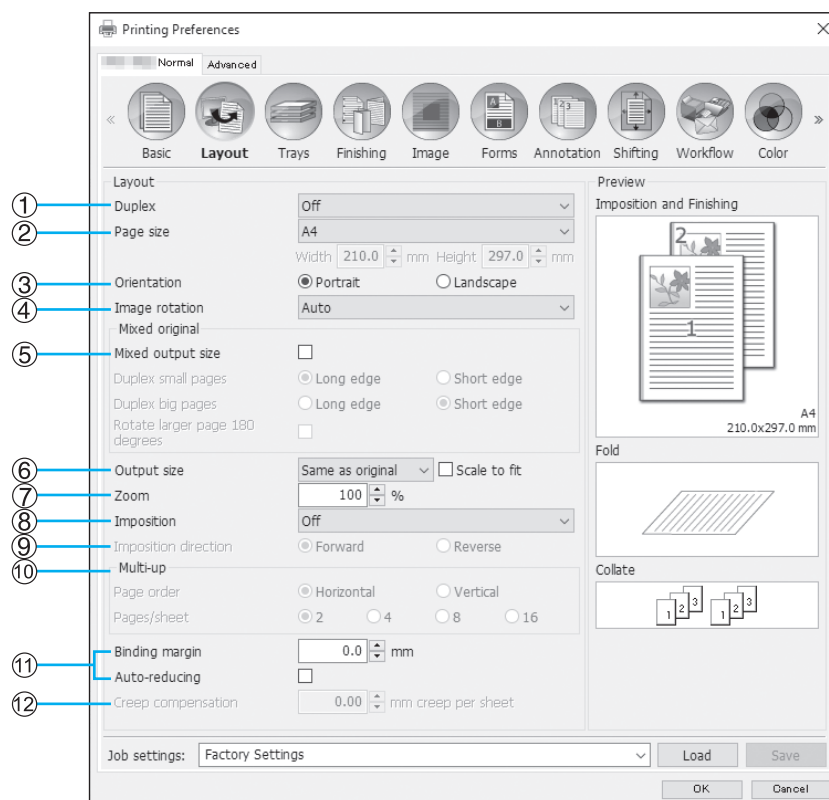 Printing Preferences
Normal Advanced
« Basic Layout Trays Finishing Image Forms Annotation Shifting Workflow Color »
Layout
① Duplex Off
② Page size A4
Width 210.0 mm Height 297.0 mm
③ Orientation Portrait Landscape
④ Image rotation Auto
Mixed original
⑤ Mixed output size
Duplex small pages Long edge Short edge
Duplex big pages Long edge Short edge
Rotate larger page 180
degrees
⑥ Output size Same as original Scale to fit
⑦ Zoom 100 %
⑧ Imposition Off
⑨ Imposition direction Forward Reverse
⑩ Multi-up
Page order Horizontal Vertical
Pages/sheet 2 4 8 16
⑪ Binding margin 0.0 mm
Auto-reducing
⑫ Creep compensation 0.00 mm creep per sheet
Preview
Imposition and Finishing
2
1
A4
210.0x297.0 mm
Fold
Collate
1 2 3 1 2 3
Job settings: Factory Settings Load Save
OK Cancel